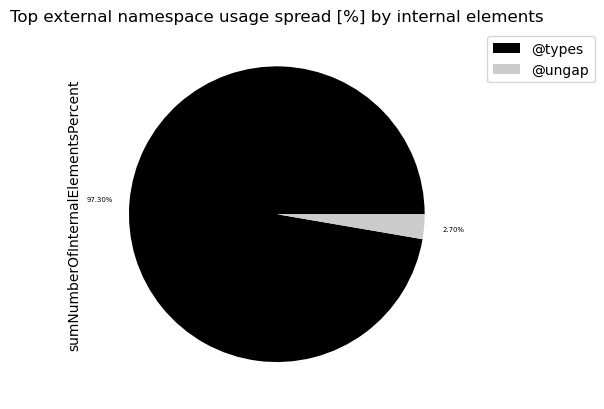 Top external namespace usage spread [%] by internal elements
@types
@ungap
sumNumberOfInternalElementsPercent
97.30%
2.70%